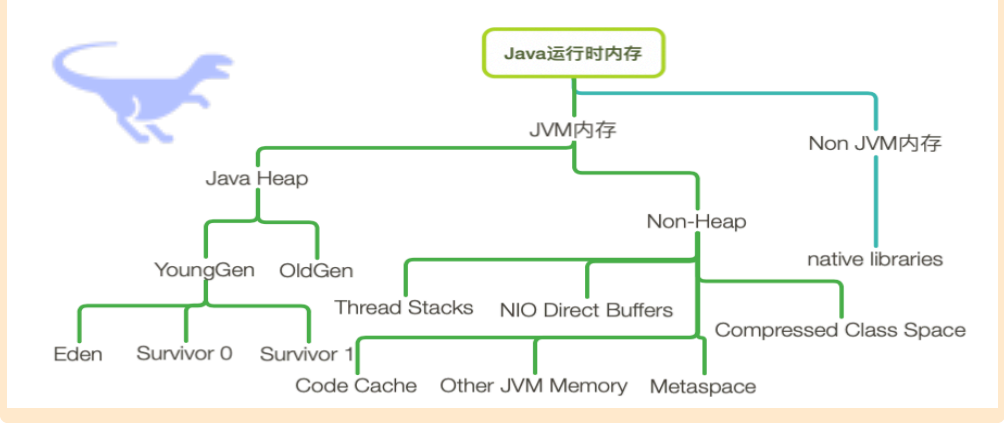 Java运行时内存
JVM内存
Non JVM内存
Java Heap
Non-Heap
native libraries
YoungGen
OldGen
Thread Stacks
NIO Direct Buffers
Compressed Class Space
Eden
Survivor 0
Survivor 1
Code Cache
Other JVM Memory
Metaspace